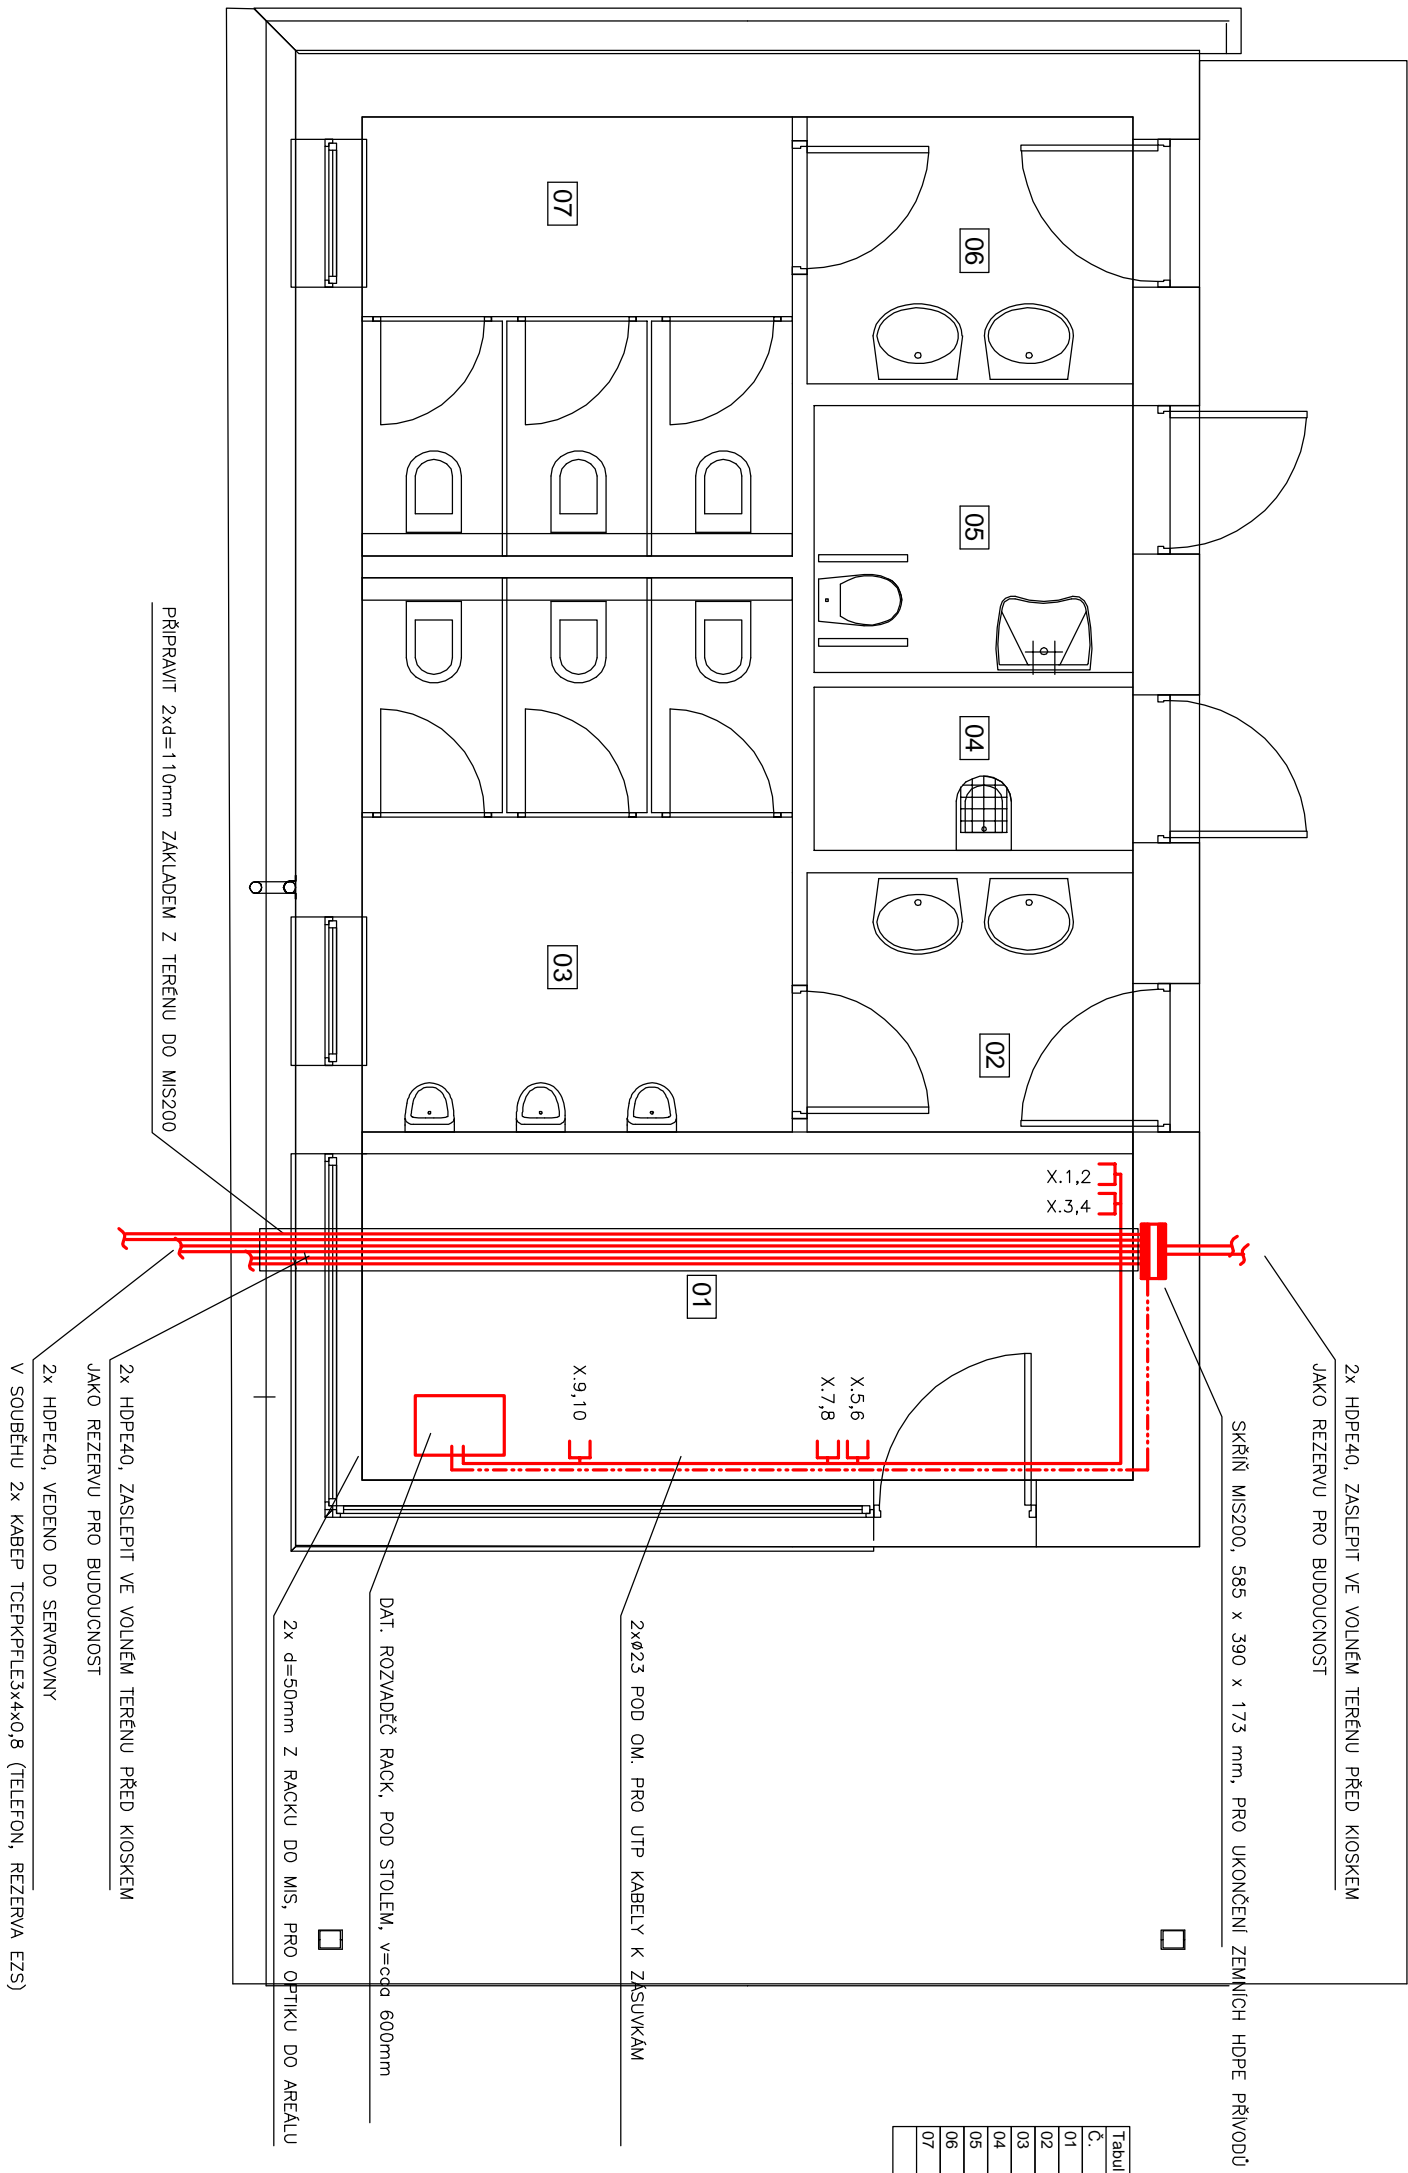 2x HDPE40, ZASLEPIT VE VOLNÉM TERÉNU PŘED KIOSKEM
JAKO REZERVU PRO BUDOUCNOST
SKŘÍŇ MIS200, 585 x 390 x 173 mm, PRO UKONČENÍ ZEMNÍCH HDPE PŘÍVODŮ
06
05
04
02
07
03
01
X.1,2
X.3,4
X.5,6
X.7,8
X.9,10
2xø23 POD OM. PRO UTP KABELY K ZÁSUVKÁM
DAT. ROZVADĚČ RACK, POD STOLEM, v=cca 600mm
2x d=50mm Z RACKU DO MIS, PRO OPTIKU DO AREÁLU
PŘIPRAVIT 2xd=110mm ZÁKLADEM Z TERÉNU DO MIS200
2x HDPE40, ZASLEPIT VE VOLNÉM TERÉNU PŘED KIOSKEM
JAKO REZERVU PRO BUDOUCNOST
2x HDPE40, VEDENO DO SERVROVNY
V SOUBĚHU 2x KABEP TCEPKPFLE3x4x0,8 (TELEFON, REZERVA EZS)
Tabul
Č.
01
02
03
04
05
06
07